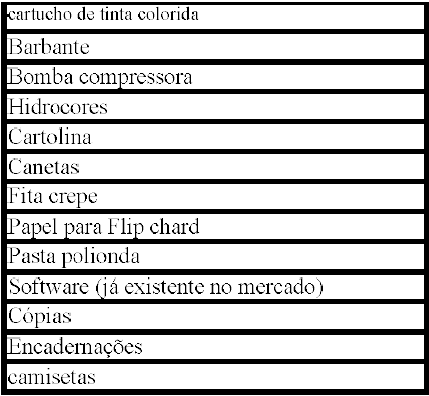 cartucho de tinta colorida
Barbante
Bomba compressora
Hidrocores
Cartolina
Canetas
Fita crepe
Papel para Flip chard
Pasta polionda
Software (já existente no mercado)
Cópias
Encadernações
camisetas